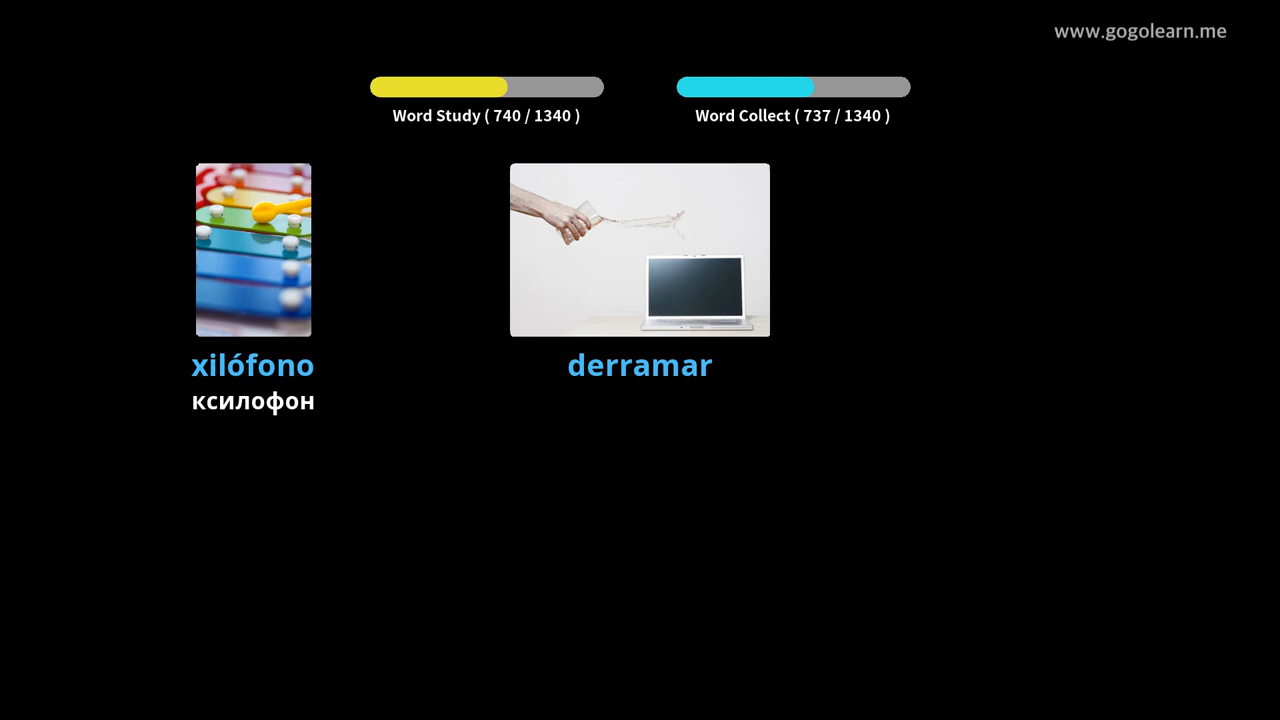 www.gogolearn.me
Word Study ( 740 / 1340 )
Word Collect ( 737 / 1340 )
xilófono
derramar
ксилофон